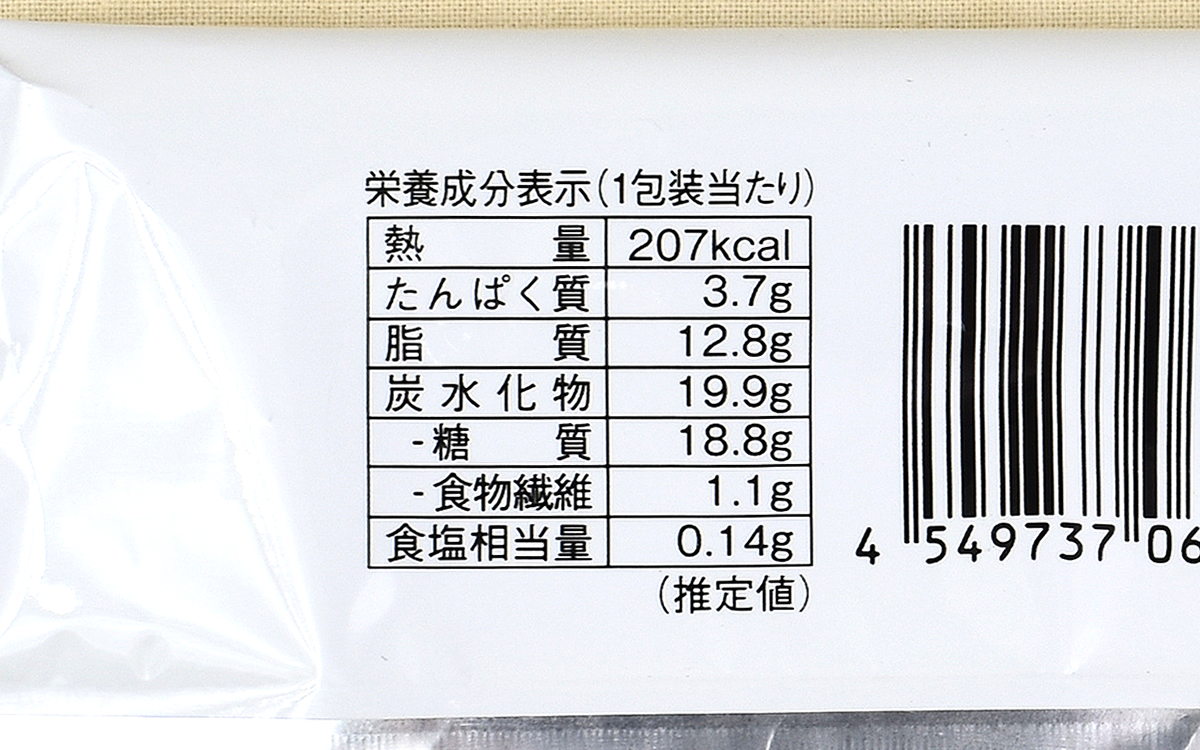 栄養成分表示(1包装当たり)
熱量 207kcal
たんぱく質 3.7g
脂質 12.8g
炭水化物 19.9g
-糖質 18.8g
-食物繊維 1.1g
食塩相当量 0.14g
(推定値)
4 549737 06